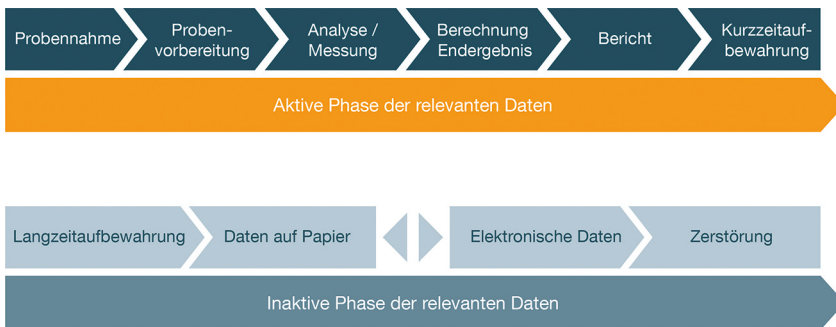 Probennahme
Proben-
vorbereitung
Analyse /
Messung
Berechnung
Endergebnis
Bericht
Kurzzeitauf-
bewahrung
Aktive Phase der relevanten Daten
Langzeitaufbewahrung
Daten auf Papier
Elektronische Daten
Zerstörung
Inaktive Phase der relevanten Daten